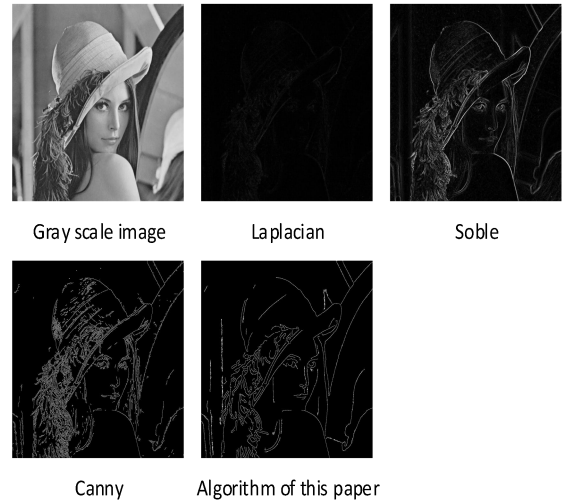 Gray scale image
Laplacian
Soble
Canny
Algorithm of this paper